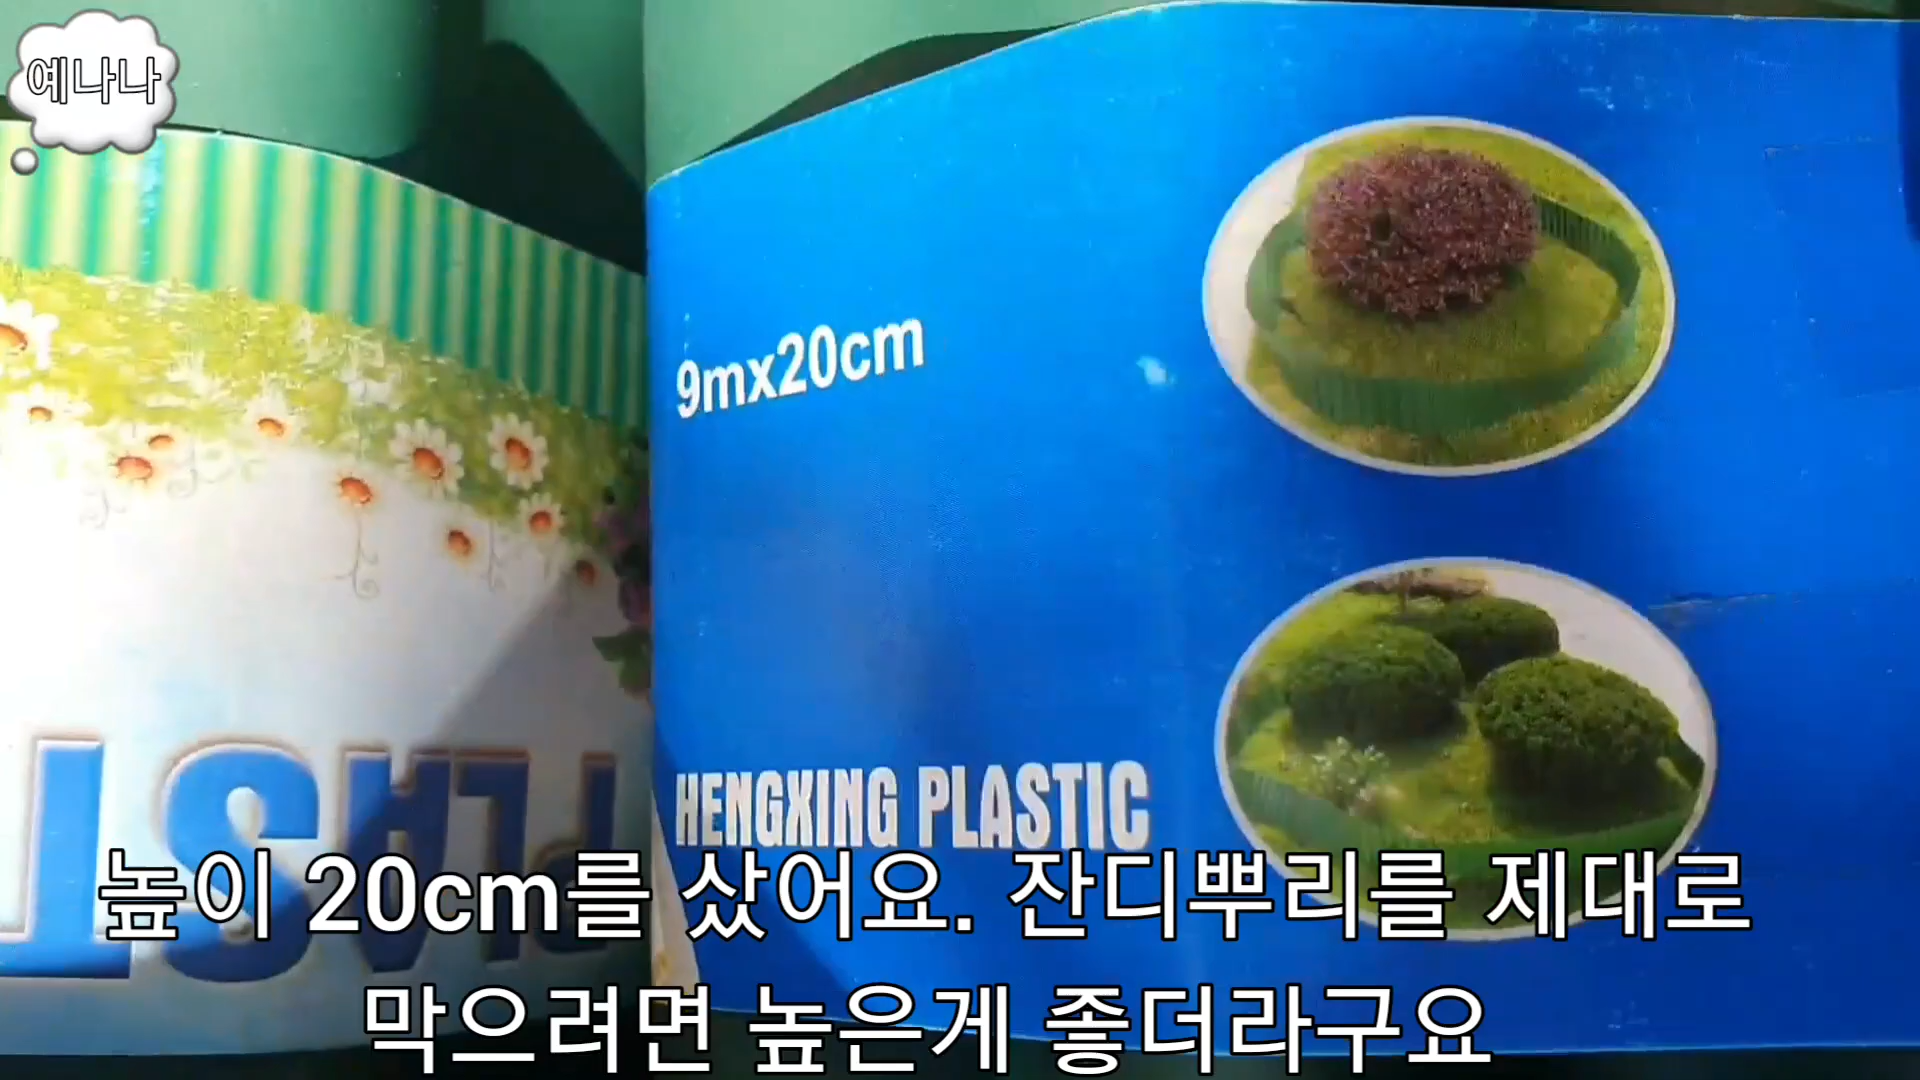 예나나
9mx20cm
HENGXING PLASTIC
PLAST
높이 20cm를 샀어요. 잔디뿌리를 제대로
막으려면 높은게 좋더라구요